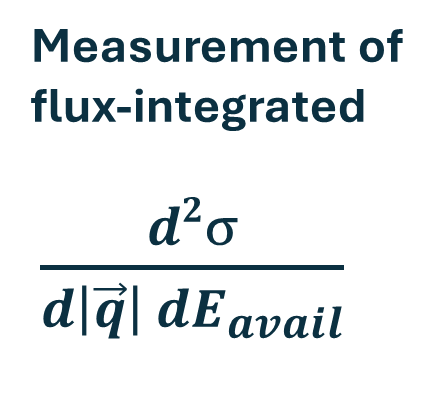 Measurement of
flux-integrated
d²σ
d|q⃗| dE_avail